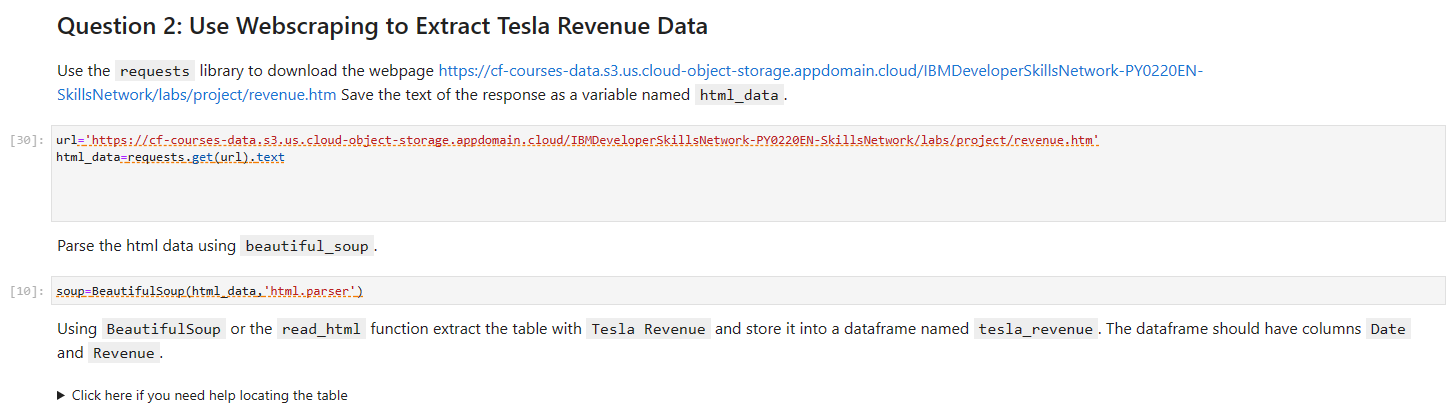 Question 2: Use Webscraping to Extract Tesla Revenue Data
Use the requests library to download the webpage https://cf-courses-data.s3.us.cloud-object-storage.appdomain.cloud/IBMDeveloperSkillsNetwork-PY0220EN-
SkillsNetwork/labs/project/revenue.htm Save the text of the response as a variable named html_data.
[30]: url='https://cf-courses-data.s3.us.cloud-object-storage.appdomain.cloud/IBMDeveloperSkillsNetwork-PY0220EN-SkillsNetwork/labs/project/revenue.htm'
html_data=requests.get(url).text
Parse the html data using beautiful_soup.
[10]: soup=BeautifulSoup(html_data,'html.parser')
Using BeautifulSoup or the read_html function extract the table with Tesla Revenue and store it into a dataframe named tesla_revenue. The dataframe should have columns Date
and Revenue.
▶ Click here if you need help locating the table